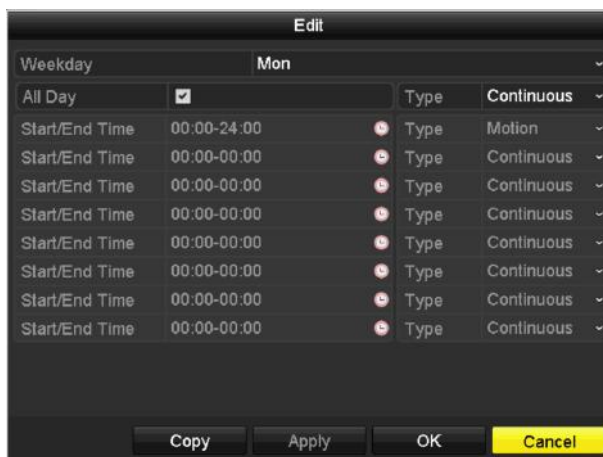 Edit
Weekday Mon
All Day Type Continuous
Start/End Time 00:00-24:00 Type Motion
Start/End Time 00:00-00:00 Type Continuous
Start/End Time 00:00-00:00 Type Continuous
Start/End Time 00:00-00:00 Type Continuous
Start/End Time 00:00-00:00 Type Continuous
Start/End Time 00:00-00:00 Type Continuous
Start/End Time 00:00-00:00 Type Continuous
Start/End Time 00:00-00:00 Type Continuous
Copy Apply OK Cancel